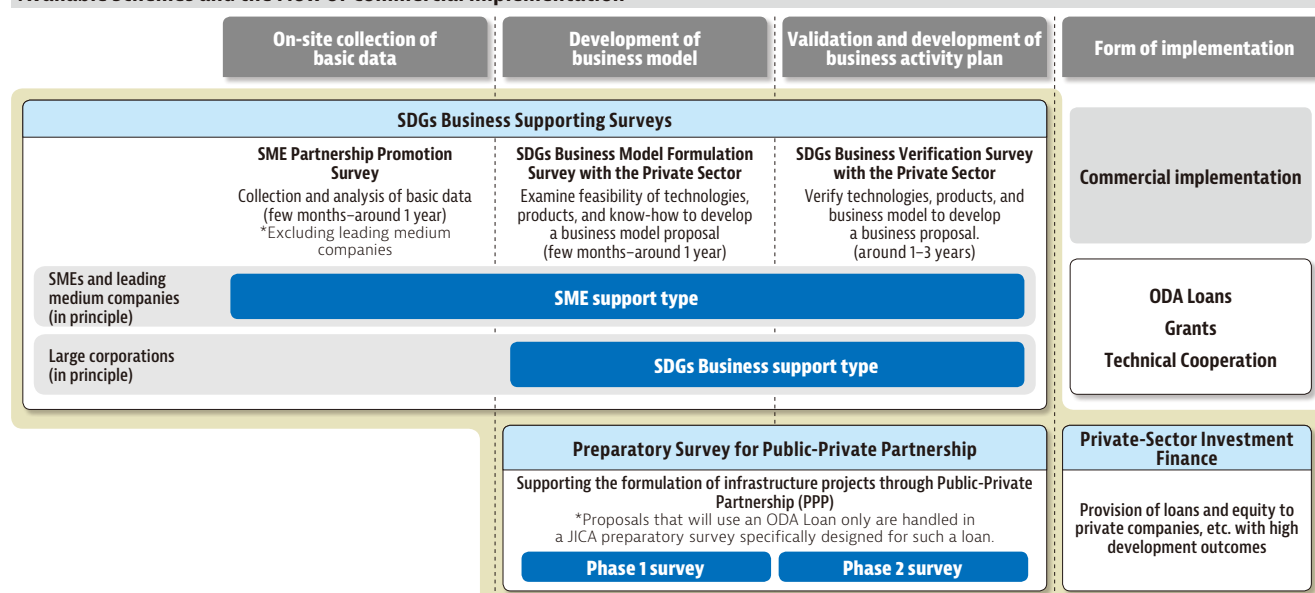 Available Schemes and the Flow of Commercial Implementation
On-site collection of
basic data
Development of
business model
Validation and development of
business activity plan
Form of implementation
SDGs Business Supporting Surveys
SME Partnership Promotion
Survey
Collection and analysis of basic data
(few months–around 1 year)
*Excluding leading medium
companies
SDGs Business Model Formulation
Survey with the Private Sector
Examine feasibility of technologies,
products, and know-how to develop
a business model proposal
(few months–around 1 year)
SDGs Business Verification Survey
with the Private Sector
Verify technologies, products, and
business model to develop
a business proposal.
(around 1–3 years)
Commercial implementation
SMEs and leading
medium companies
(in principle)
SME support type
Large corporations
(in principle)
SDGs Business support type
ODA Loans
Grants
Technical Cooperation
Preparatory Survey for Public-Private Partnership
Supporting the formulation of infrastructure projects through Public-Private
Partnership (PPP)
*Proposals that will use an ODA Loan only are handled in
a JICA preparatory survey specifically designed for such a loan.
Phase 1 survey
Phase 2 survey
Private-Sector Investment
Finance
Provision of loans and equity to
private companies, etc. with high
development outcomes